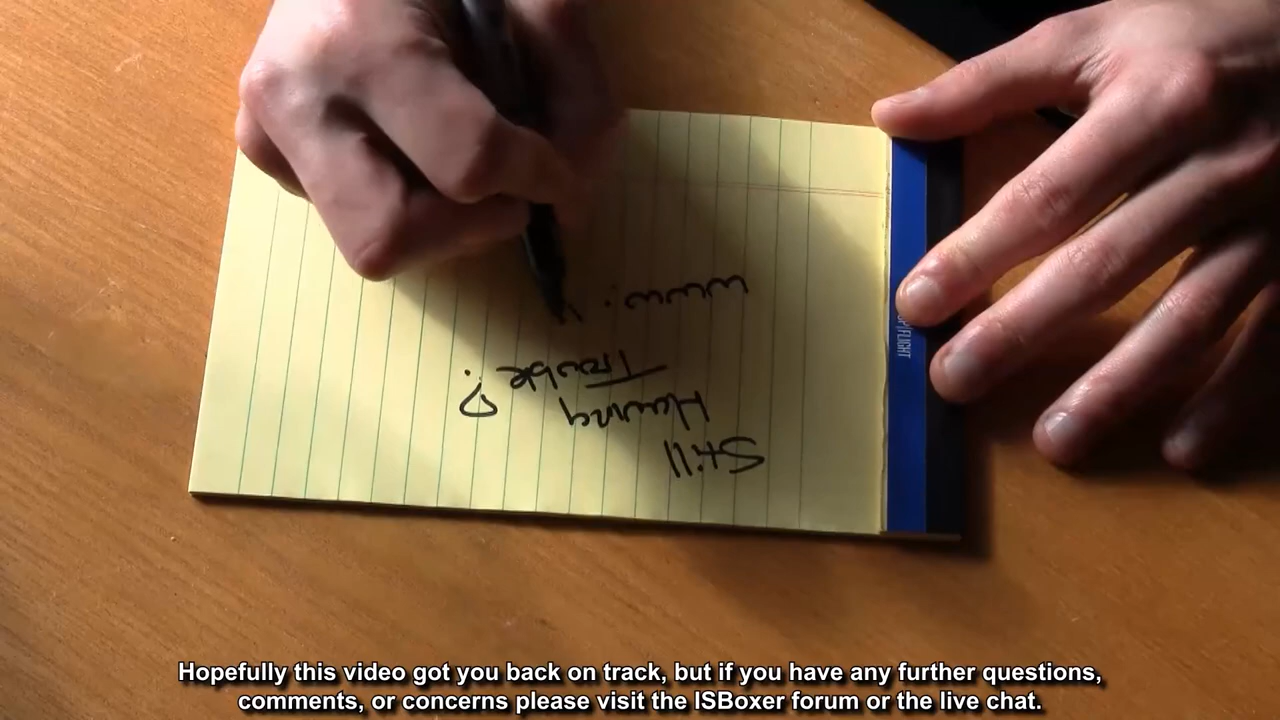 Still
Having
Trouble?
www.
FLIGHT
Hopefully this video got you back on track, but if you have any further questions,
comments, or concerns please visit the ISBoxer forum or the live chat.